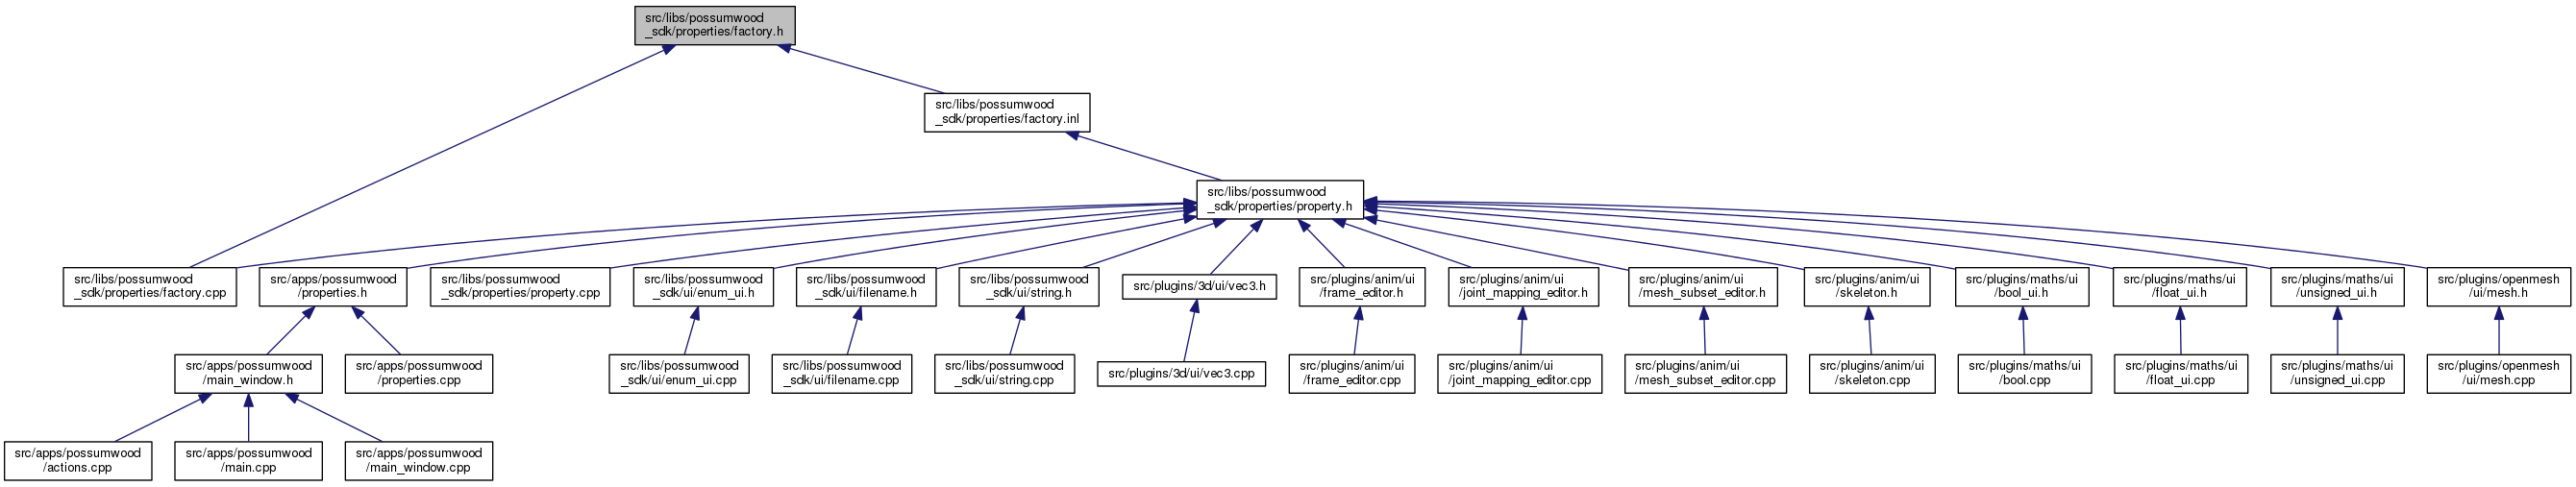 src/libs/possumwood
_sdk/properties/factory.h
src/libs/possumwood
_sdk/properties/factory.inl
src/libs/possumwood
_sdk/properties/property.h
src/libs/possumwood
_sdk/properties/factory.cpp
src/apps/possumwood
/properties.h
src/libs/possumwood
_sdk/properties/property.cpp
src/libs/possumwood
_sdk/ui/enum_ui.h
src/libs/possumwood
_sdk/ui/filename.h
src/libs/possumwood
_sdk/ui/string.h
src/plugins/3d/ui/vec3.h
src/plugins/anim/ui
/frame_editor.h
src/plugins/anim/ui
/joint_mapping_editor.h
src/plugins/anim/ui
/mesh_subset_editor.h
src/plugins/anim/ui
/skeleton.h
src/plugins/maths/ui
/bool_ui.h
src/plugins/maths/ui
/float_ui.h
src/plugins/maths/ui
/unsigned_ui.h
src/plugins/openmesh
/ui/mesh.h
src/apps/possumwood
/main_window.h
src/apps/possumwood
/properties.cpp
src/libs/possumwood
_sdk/ui/enum_ui.cpp
src/libs/possumwood
_sdk/ui/filename.cpp
src/libs/possumwood
_sdk/ui/string.cpp
src/plugins/3d/ui/vec3.cpp
src/plugins/anim/ui
/frame_editor.cpp
src/plugins/anim/ui
/joint_mapping_editor.cpp
src/plugins/anim/ui
/mesh_subset_editor.cpp
src/plugins/anim/ui
/skeleton.cpp
src/plugins/maths/ui
/bool.cpp
src/plugins/maths/ui
/float_ui.cpp
src/plugins/maths/ui
/unsigned_ui.cpp
src/plugins/openmesh
/ui/mesh.cpp
src/apps/possumwood
/actions.cpp
src/apps/possumwood
/main.cpp
src/apps/possumwood
/main_window.cpp